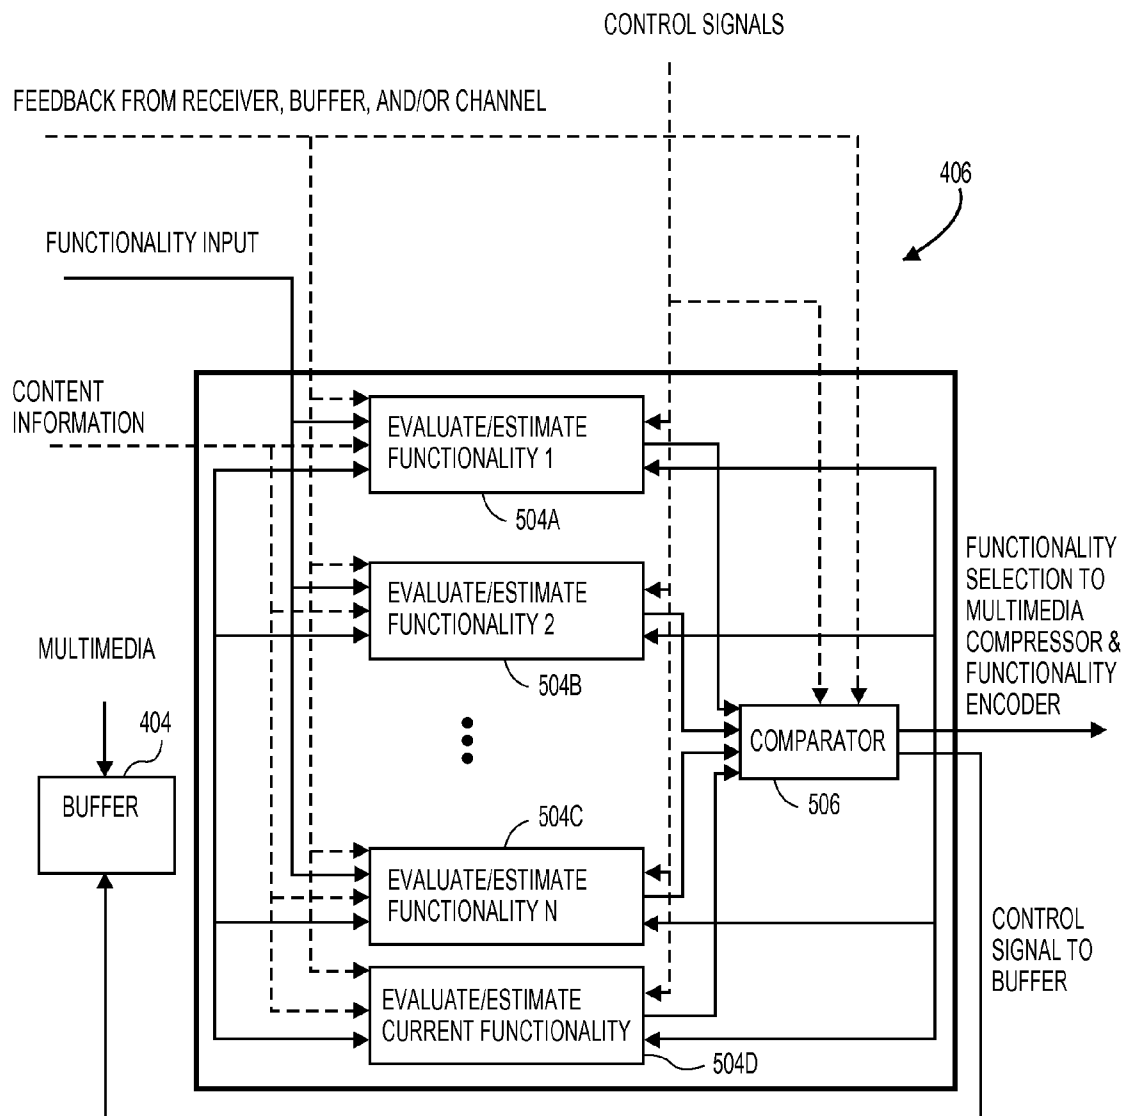 CONTROL SIGNALS
FEEDBACK FROM RECEIVER, BUFFER, AND/OR CHANNEL
406
FUNCTIONALITY INPUT
CONTENT
INFORMATION
EVALUATE/ESTIMATE
FUNCTIONALITY 1
504A
EVALUATE/ESTIMATE
FUNCTIONALITY 2
504B
FUNCTIONALITY
SELECTION TO
MULTIMEDIA
COMPRESSOR &
FUNCTIONALITY
ENCODER
MULTIMEDIA
404
BUFFER
COMPARATOR
506
504C
EVALUATE/ESTIMATE
FUNCTIONALITY N
CONTROL
SIGNAL TO
BUFFER
EVALUATE/ESTIMATE
CURRENT FUNCTIONALITY
504D